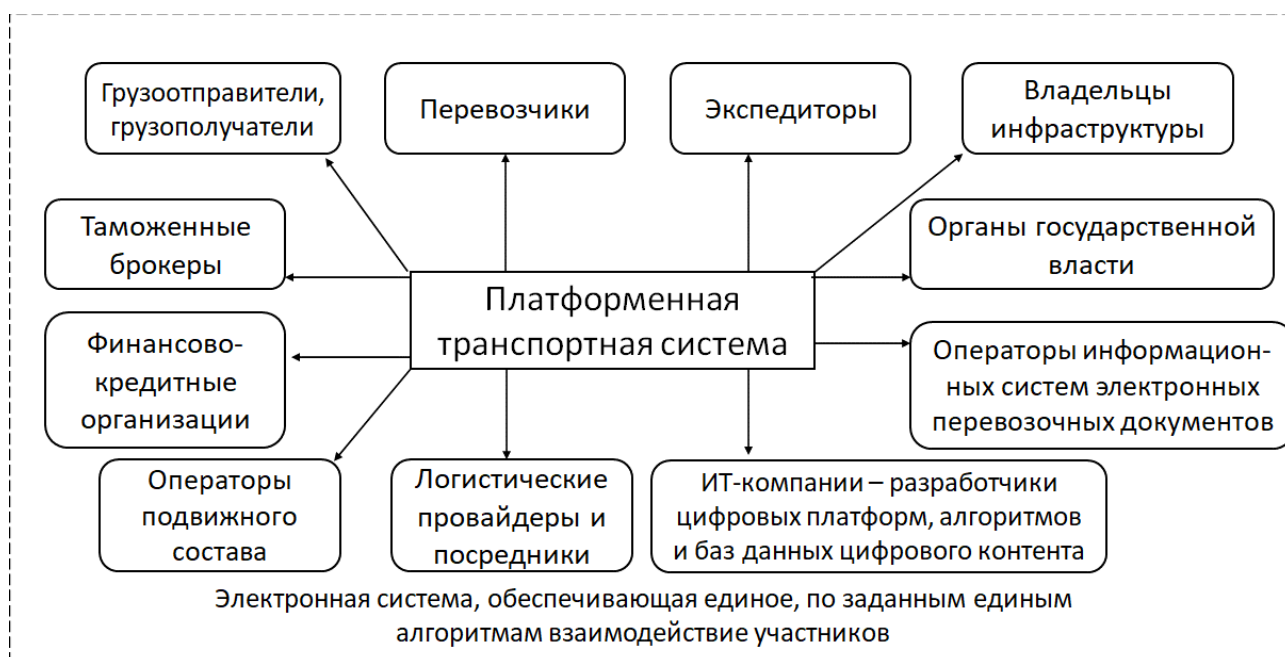 Грузоотправители,
грузополучатели
Перевозчики
Экспедиторы
Владельцы
инфраструктуры
Таможенные
брокеры
Органы государственной
власти
Платформенная
транспортная система
Финансово-
кредитные
организации
Операторы информацион-
ных систем электронных
перевозочных документов
Операторы
подвижного
состава
Логистические
провайдеры и
посредники
ИТ-компании – разработчики
цифровых платформ, алгоритмов
и баз данных цифрового контента
Электронная система, обеспечивающая единое, по заданным единым
алгоритмам взаимодействие участников